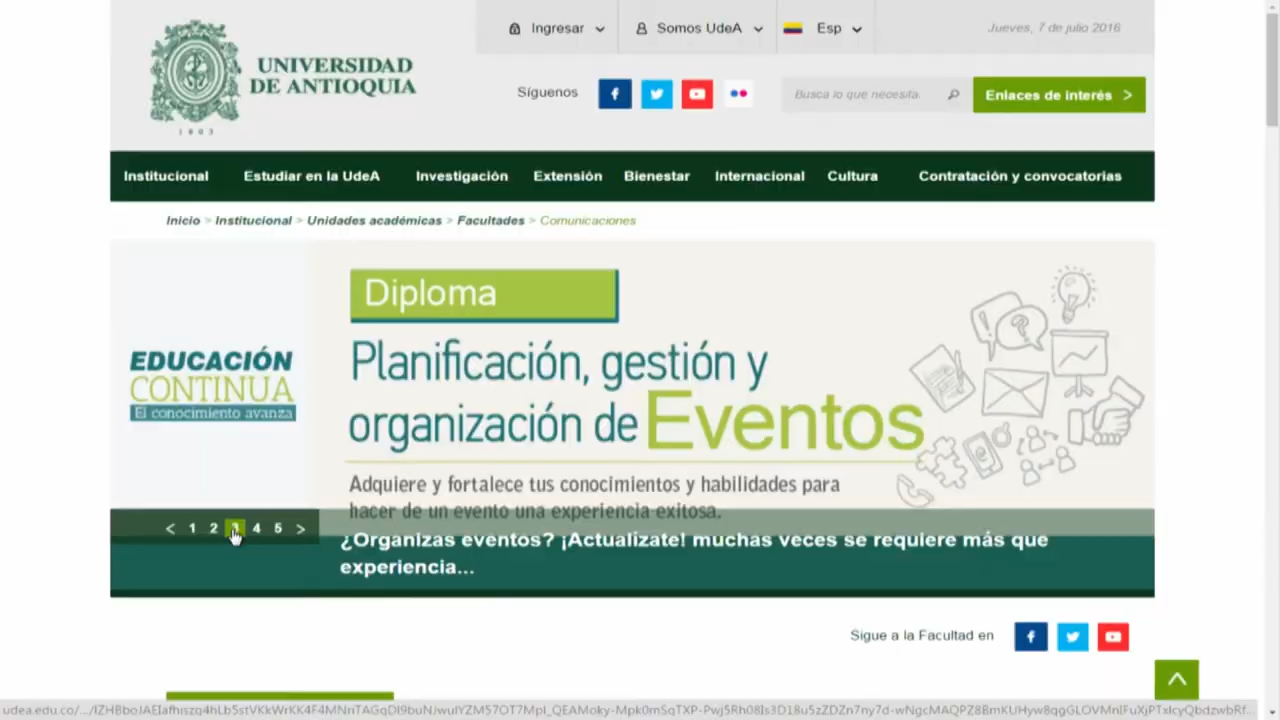 Ingresar
Somos UdeA
Esp
Jueves, 7 de julio 2016
UNIVERSIDAD
DE ANTIOQUIA
1803
Síguenos
Busca lo que necesita.
Enlaces de interés >
Institucional Estudiar en la UdeA Investigación Extensión Bienestar Internacional Cultura Contratación y convocatorias
Inicio > Institucional > Unidades académicas > Facultades > Comunicaciones
Diploma
Planificación, gestión y
organización de Eventos
EDUCACIÓN
CONTINUA
El conocimiento avanza
Adquiere y fortalece tus conocimientos y habilidades para
hacer de un evento una experiencia exitosa.
< 1 2 3 4 5 >
¿Organizas eventos? ¡Actualizate! muchas veces se requiere más que
experiencia...
Sigue a la Facultad en